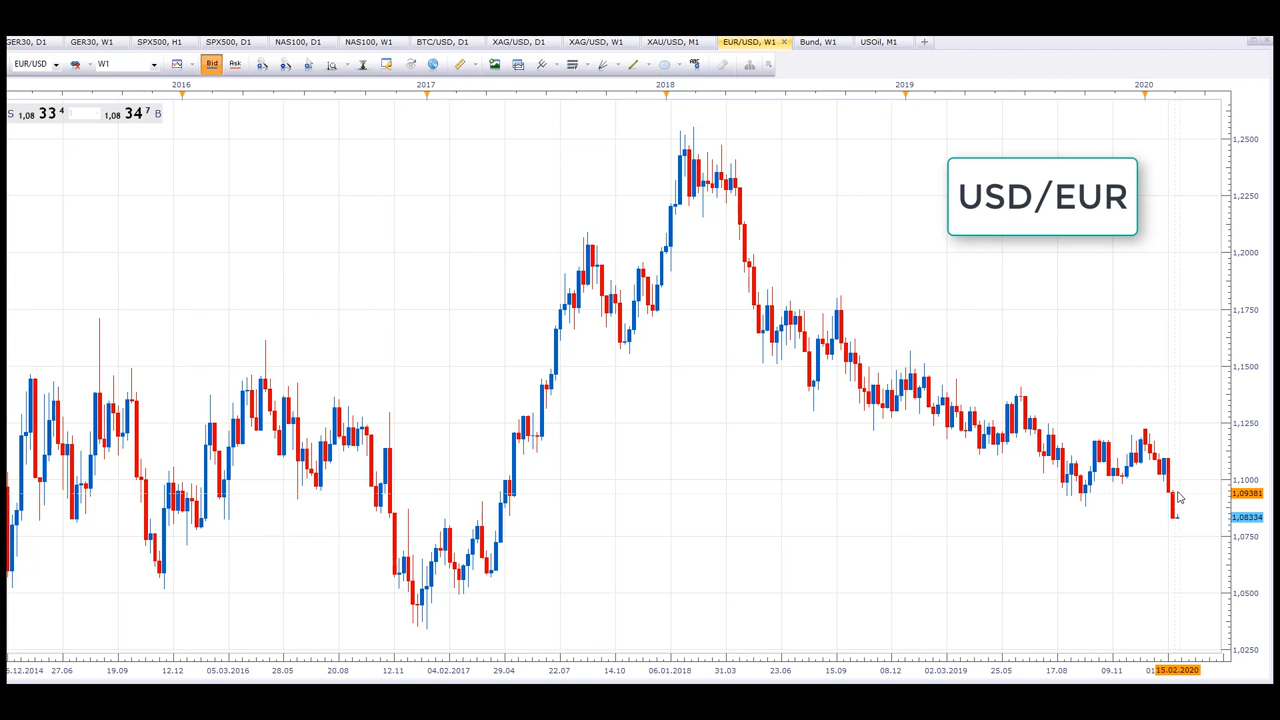 GER30, D1 GER30, W1 SPX500, H1 SPX500, D1 NAS100, D1 NAS100, W1 BTC/USD, D1 XAG/USD, D1 XAG/USD, W1 XAU/USD, M1 EUR/USD, W1 Bund, W1 USOil, M1
EUR/USD W1 Bid Ask ABC
2016 2017 2018 2019 2020
S 1,08 33 4 1,08 34 7 B
USD/EUR
1,2500
1,2250
1,2000
1,1750
1,1500
1,1250
1,1000
1,09381
1,08334
1,0750
1,0500
1,0250
.12.2014 27.06 19.09 12.12 05.03.2016 28.05 20.08 12.11 04.02.2017 29.04 22.07 14.10 06.01.2018 31.03 23.06 15.09 08.12 02.03.2019 25.05 17.08 09.11 15.02.2020